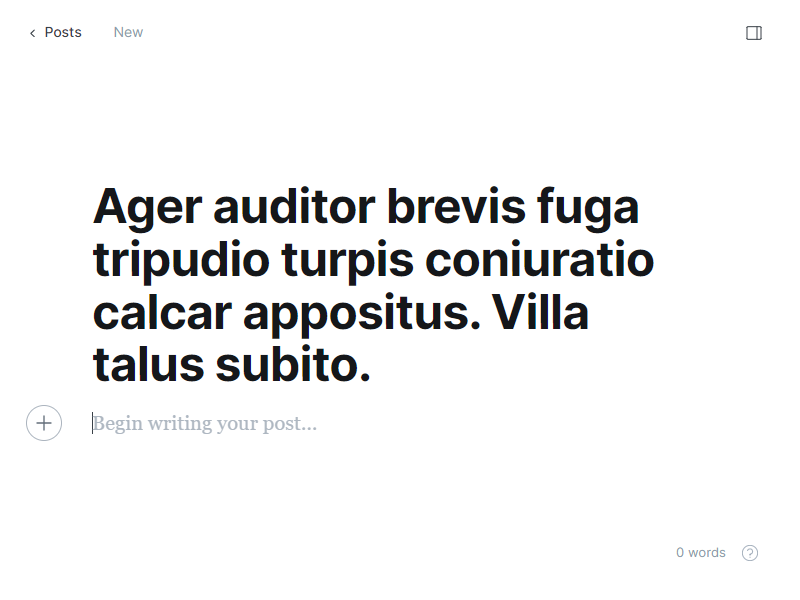 Posts New
Ager auditor brevis fuga
tripudio turpis coniuratio
calcar appositus. Villa
talus subito.
Begin writing your post...
0 words